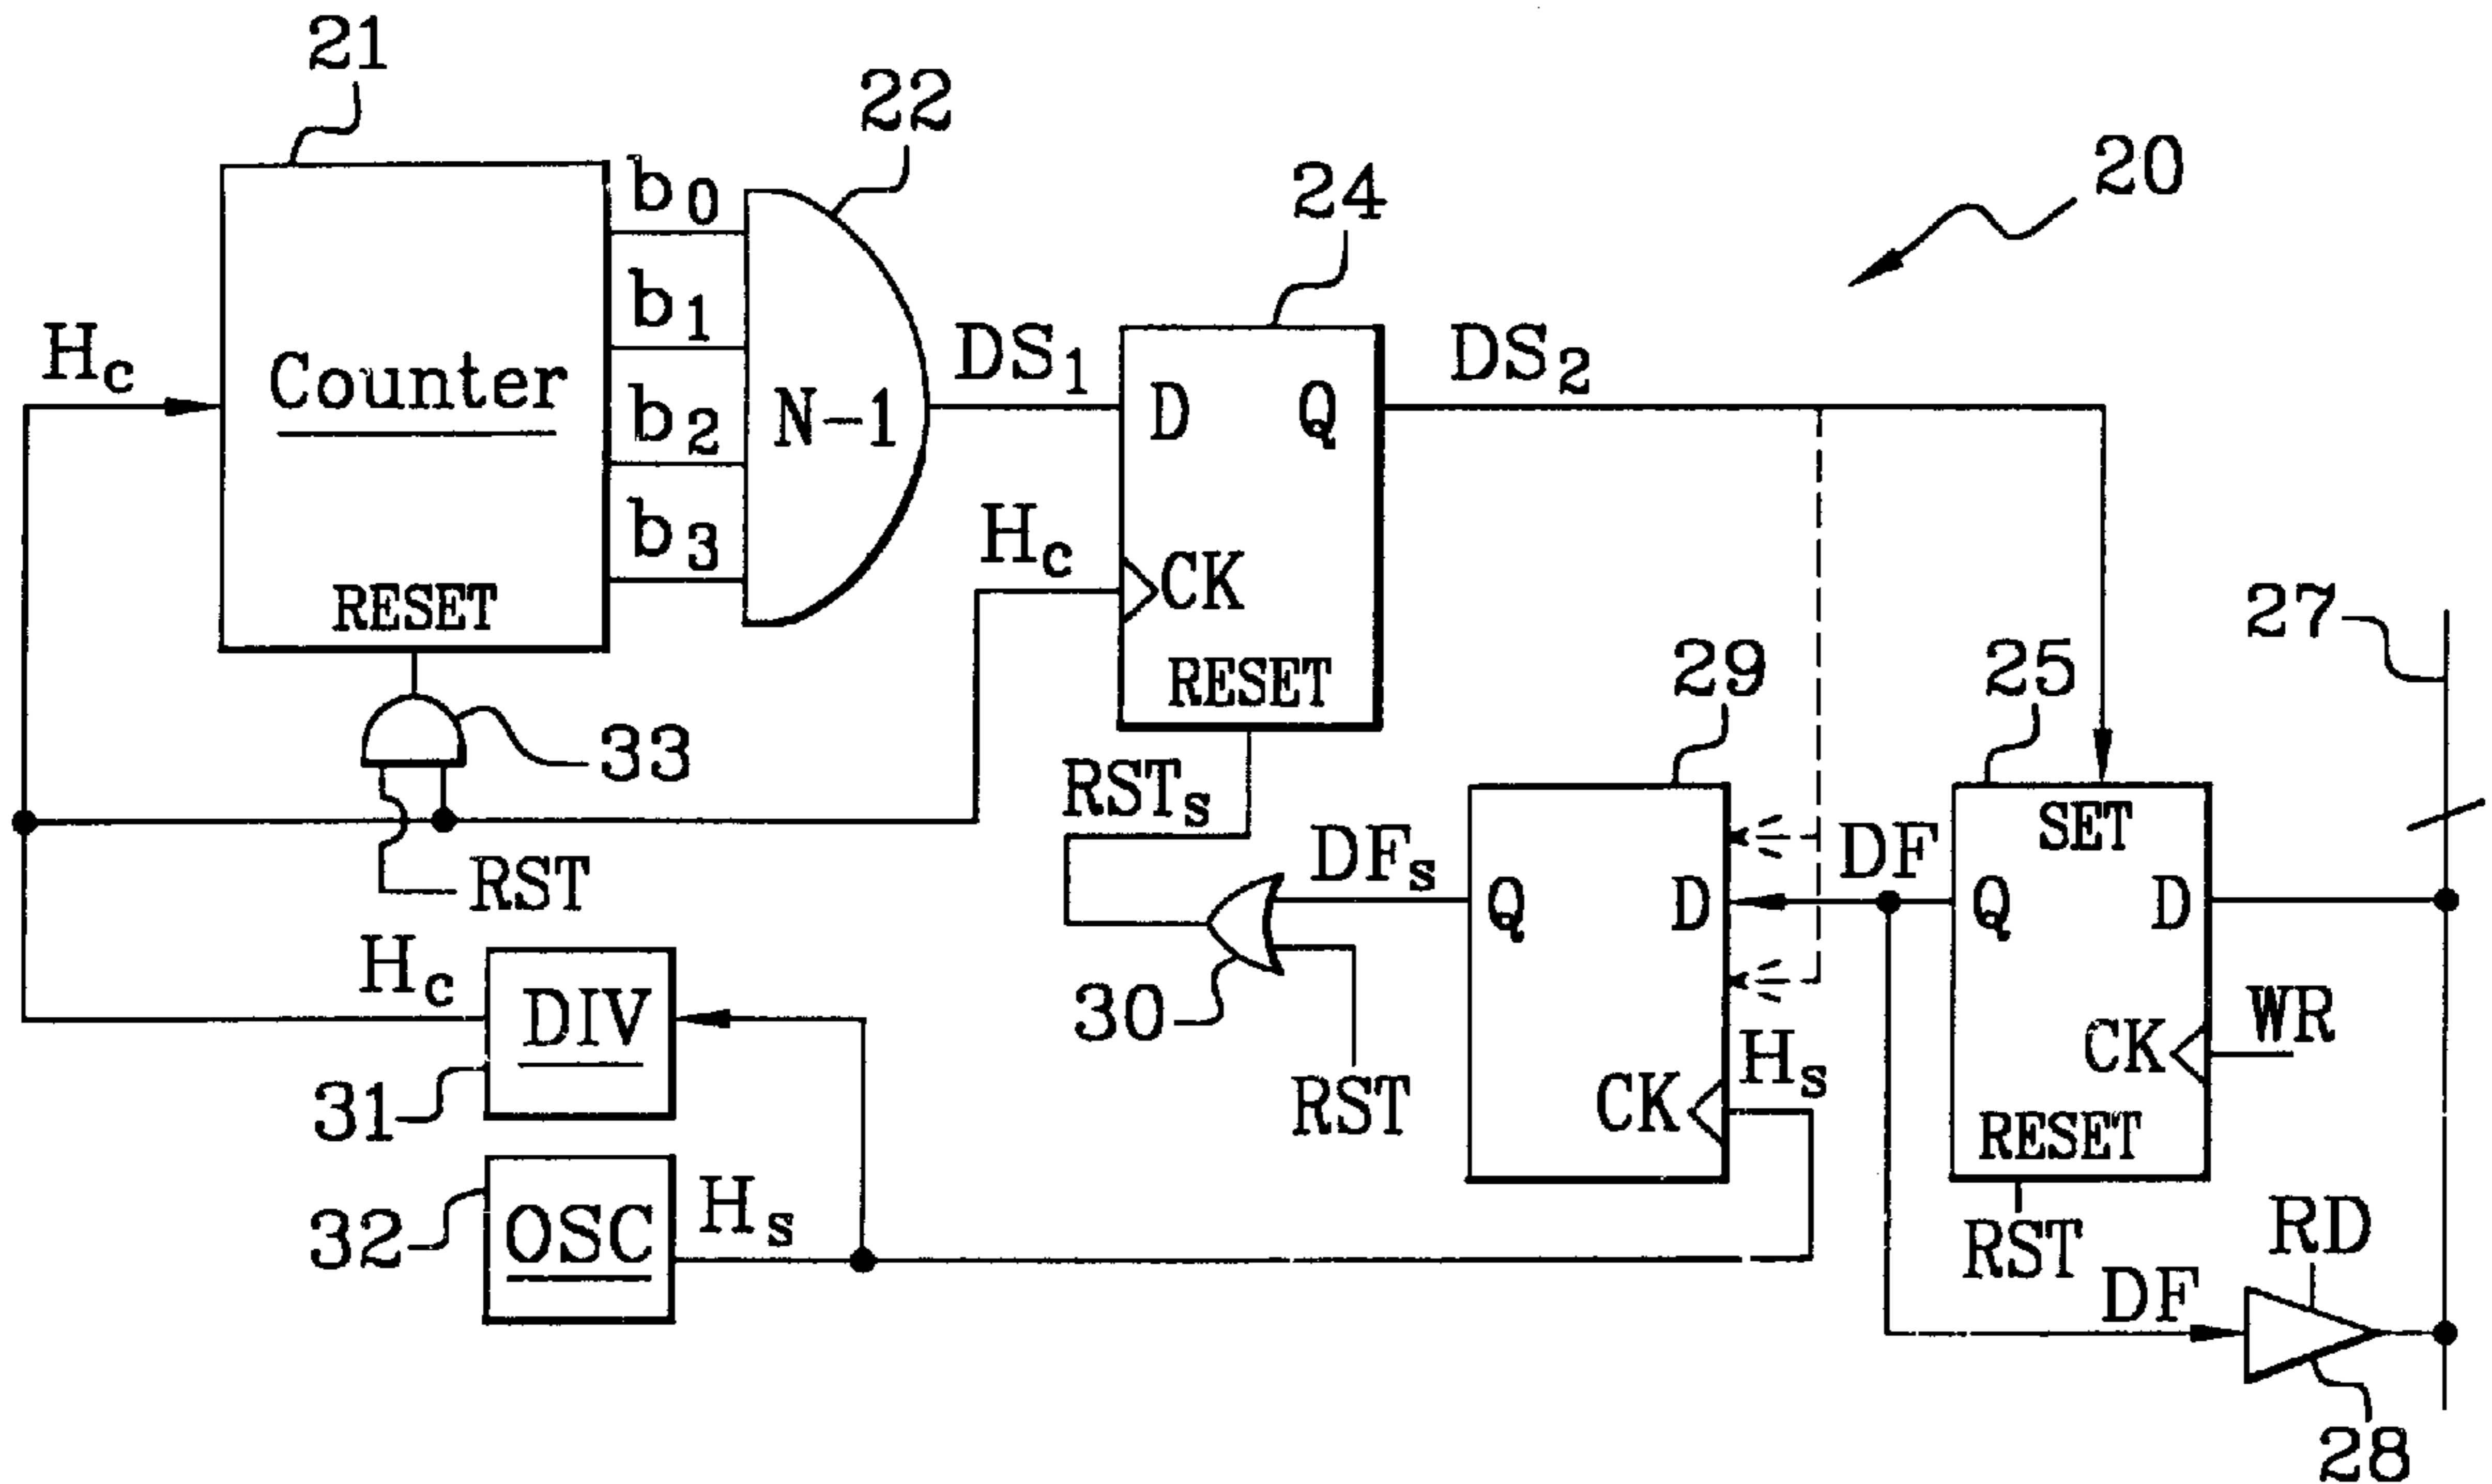 21
22
20
24
b0
b1
b2
b3
Hc
Counter
RESET
N-1
DS1
D
Q
DS2
Hc
CK
RESET
27
29
25
33
RSTs
RST
DFs
Q
D
DF
SET
Q
D
30
RST
CK
Hs
CK
WR
RESET
RST
Hc
DIV
31
32
OSC
Hs
RD
DF
28